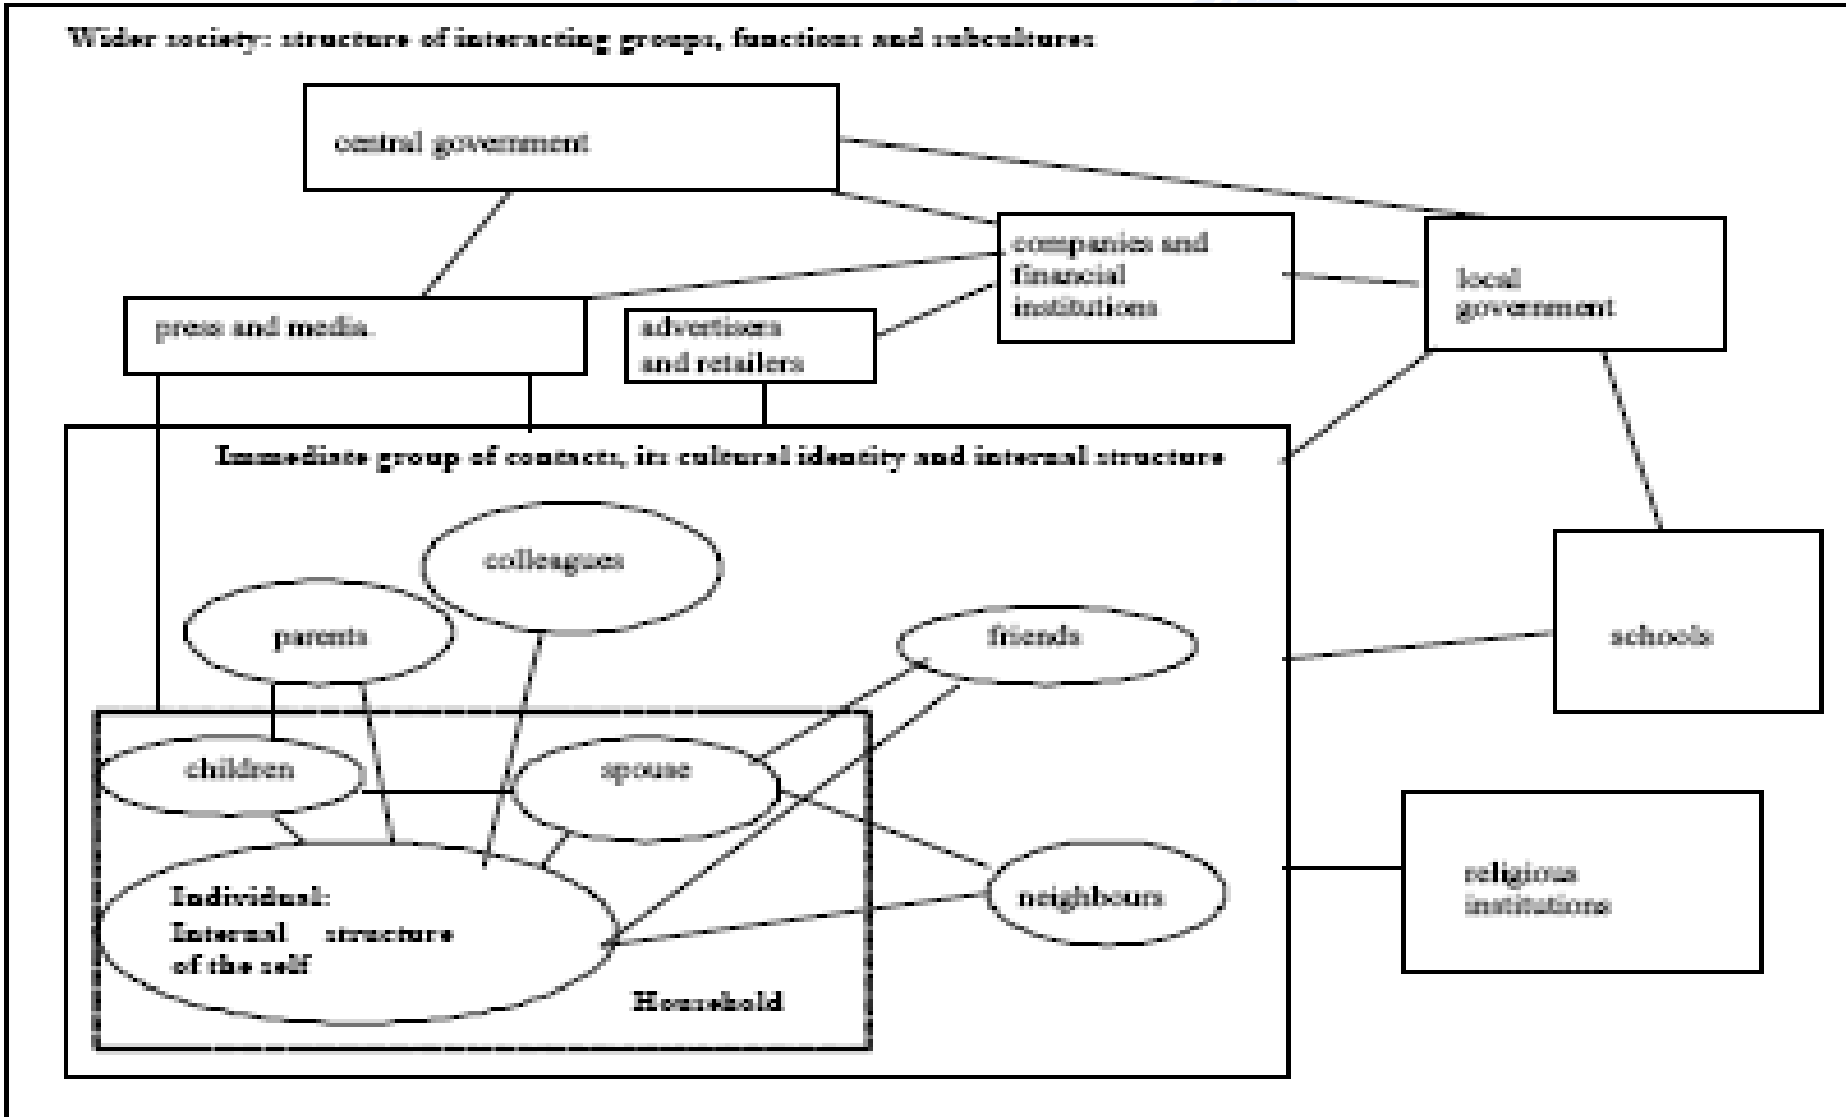 Wider society: structure of interacting groups, functions and subcultures
central government
companies and
financial
institutions
local
government
press and media.
advertisers
and retailers
Immediate group of contacts, its cultural identity and internal structure
colleagues
parents
friends
schools
children
spouse
religious
institutions
neighbours
Individual:
Internal structure
of the self
Household